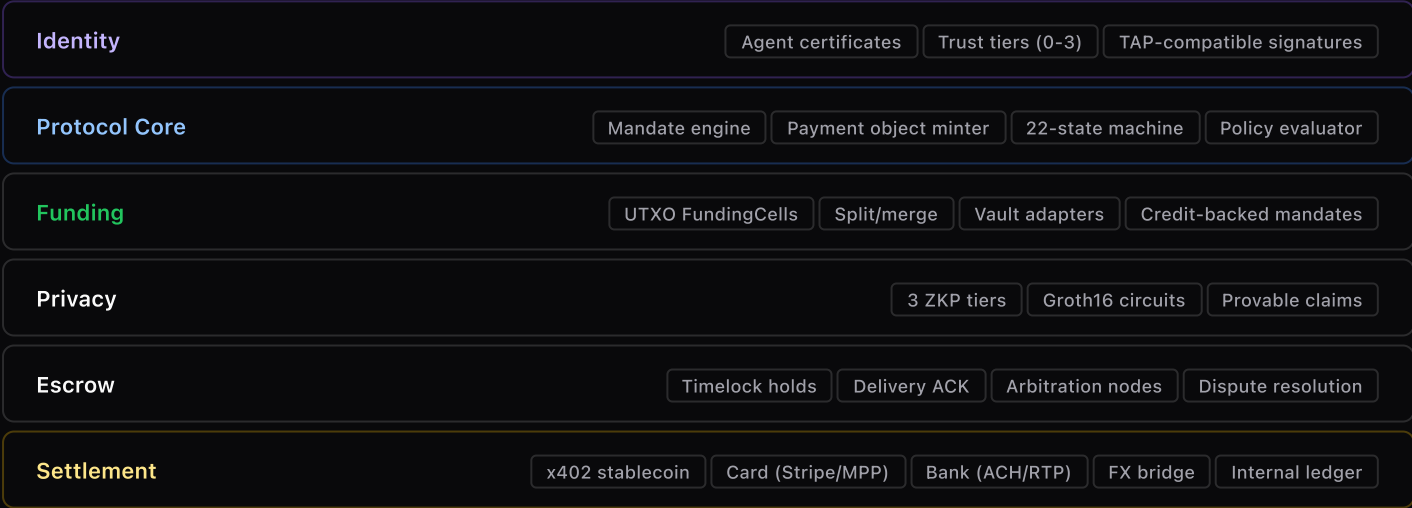 Identity Agent certificates Trust tiers (0-3) TAP-compatible signatures
Protocol Core Mandate engine Payment object minter 22-state machine Policy evaluator
Funding UTXO FundingCells Split/merge Vault adapters Credit-backed mandates
Privacy 3 ZKP tiers Groth16 circuits Provable claims
Escrow Timelock holds Delivery ACK Arbitration nodes Dispute resolution
Settlement x402 stablecoin Card (Stripe/MPP) Bank (ACH/RTP) FX bridge Internal ledger